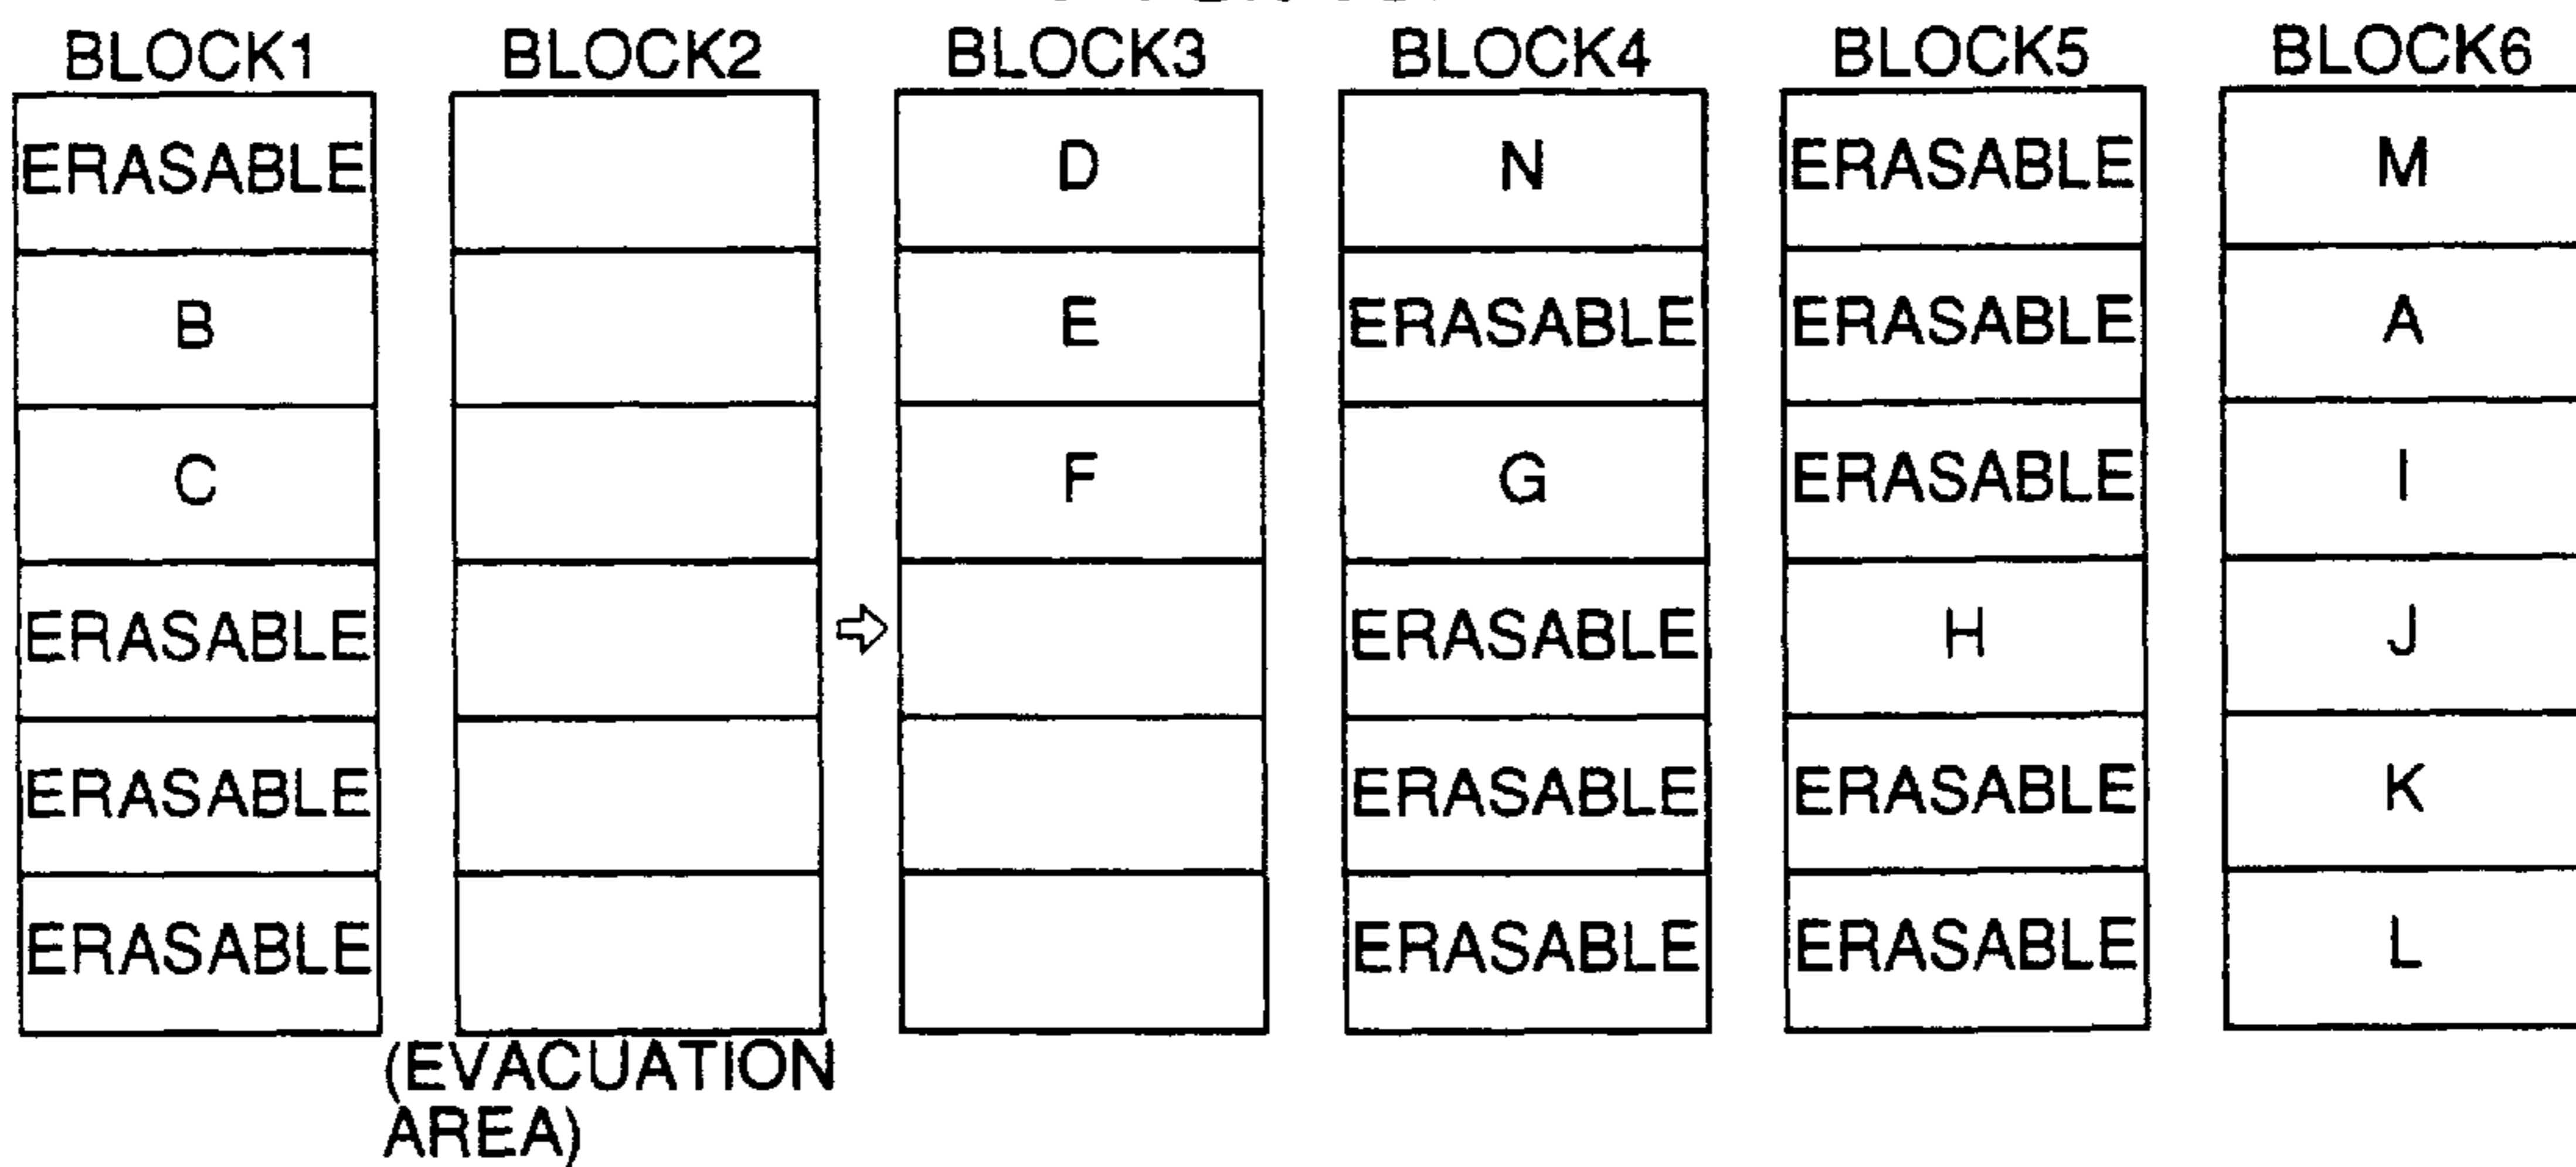 BLOCK1 BLOCK2 BLOCK3 BLOCK4 BLOCK5 BLOCK6
ERASABLE D N ERASABLE M
B E ERASABLE ERASABLE A
C F G ERASABLE I
ERASABLE ERASABLE H J
ERASABLE ERASABLE ERASABLE K
ERASABLE ERASABLE ERASABLE L
(EVACUATION
AREA)